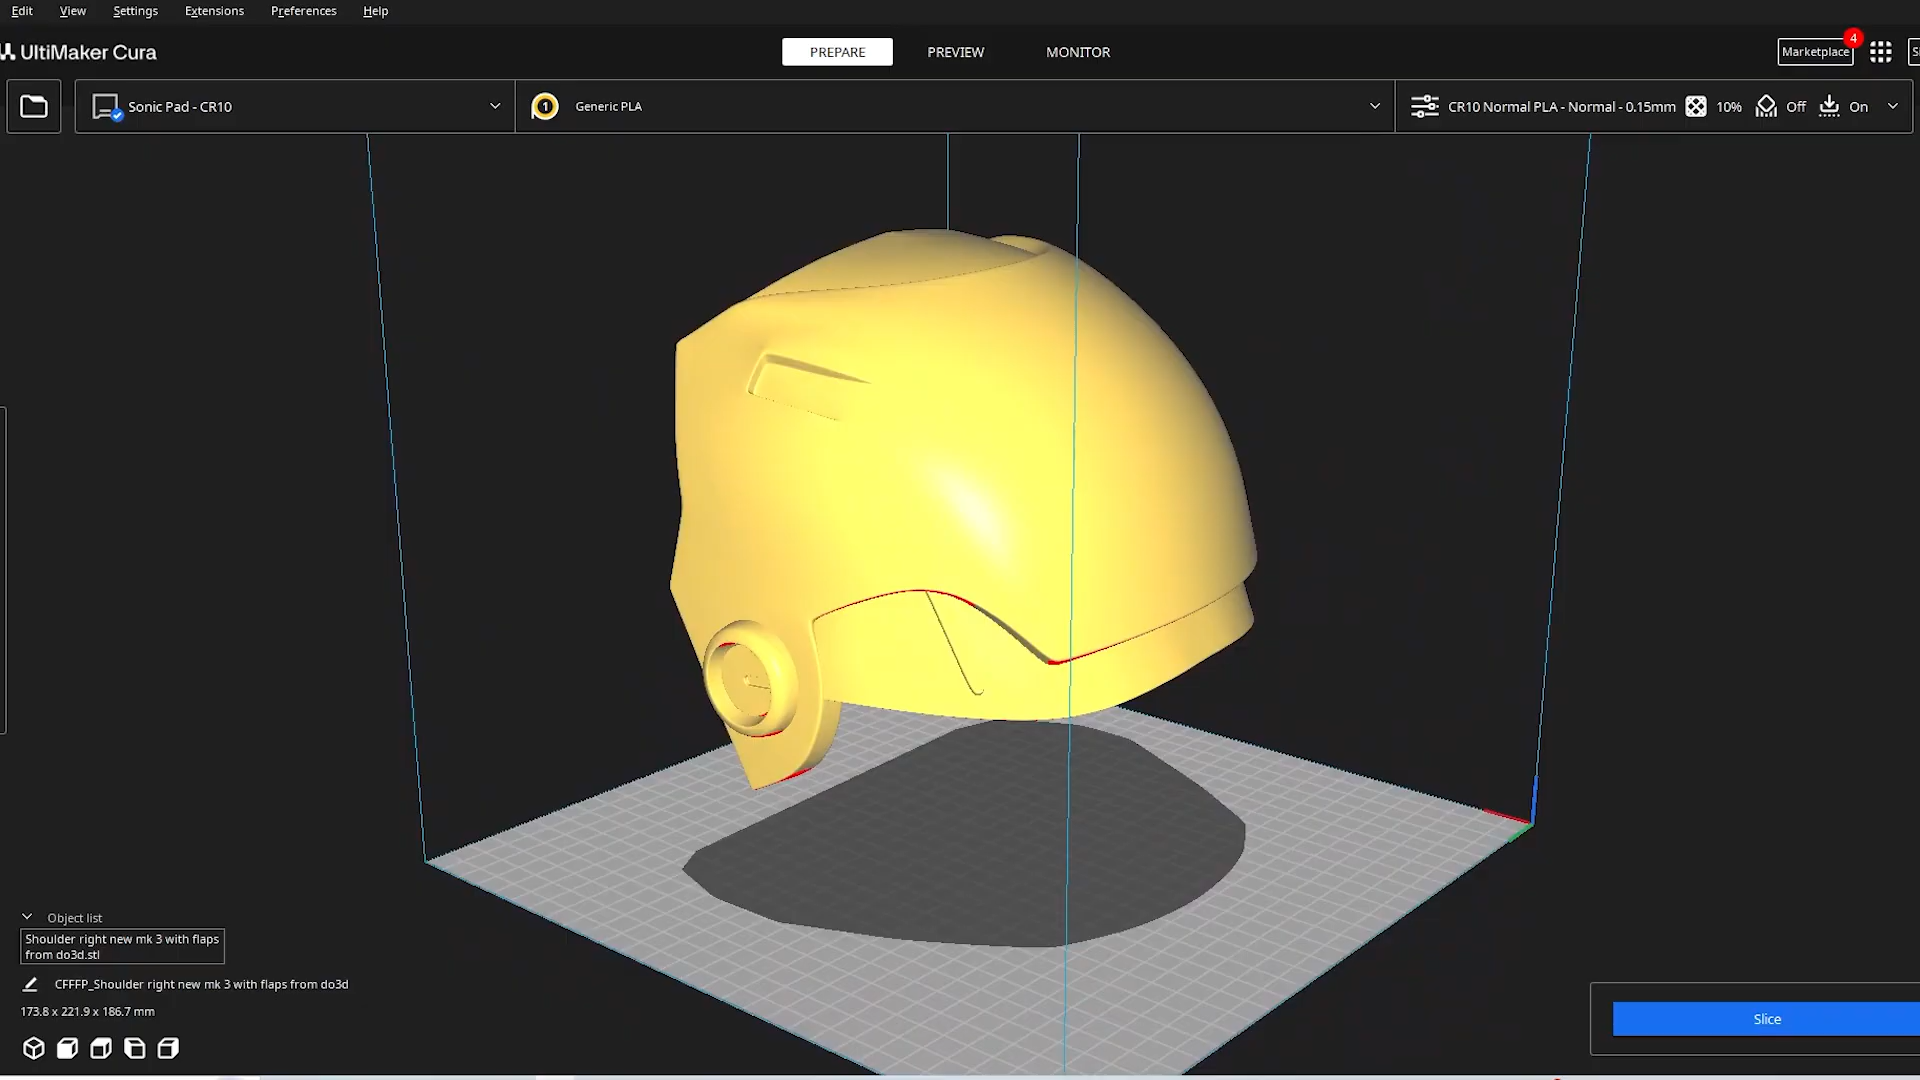 Edit View Settings Extensions Preferences Help
UltiMaker Cura
PREPARE PREVIEW MONITOR
Marketplace 4
Sonic Pad - CR10
1 Generic PLA
CR10 Normal PLA - Normal - 0.15mm 10% Off On
Object list
Shoulder right new mk 3 with flaps
from do3d.stl
CFFFP_Shoulder right new mk 3 with flaps from do3d
173.8 x 221.9 x 186.7 mm
Slice